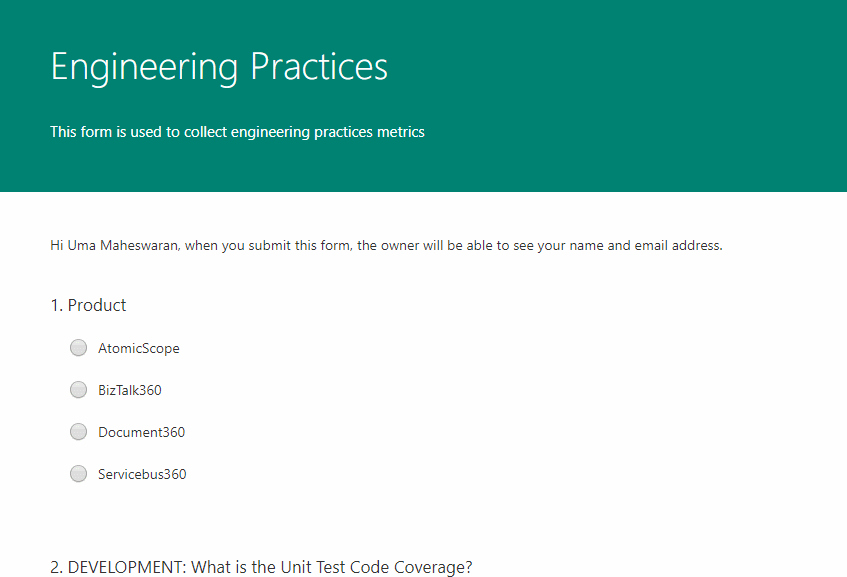 Engineering Practices
This form is used to collect engineering practices metrics
Hi Uma Maheswaran, when you submit this form, the owner will be able to see your name and email address.
1. Product
AtomicScope
BizTalk360
Document360
Servicebus360
2. DEVELOPMENT: What is the Unit Test Code Coverage?